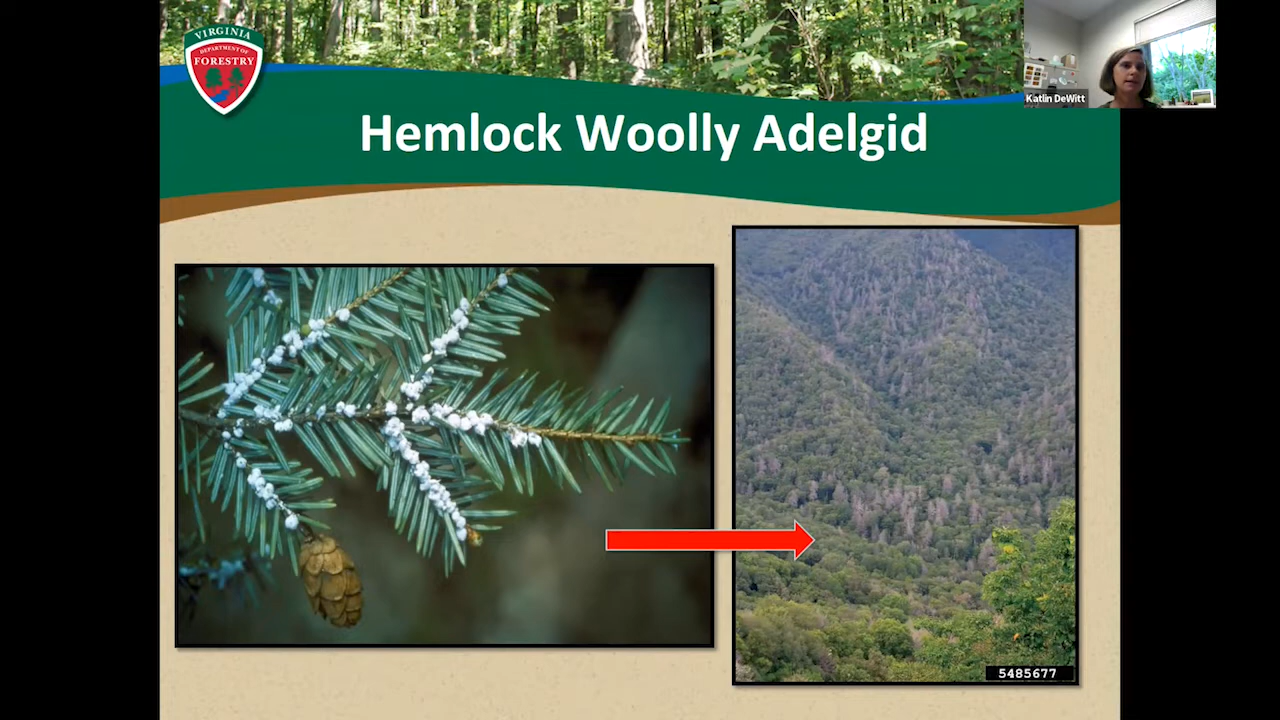 VIRGINIA
DEPARTMENT OF
FORESTRY
Katlin DeWitt
Hemlock Woolly Adelgid
5485677